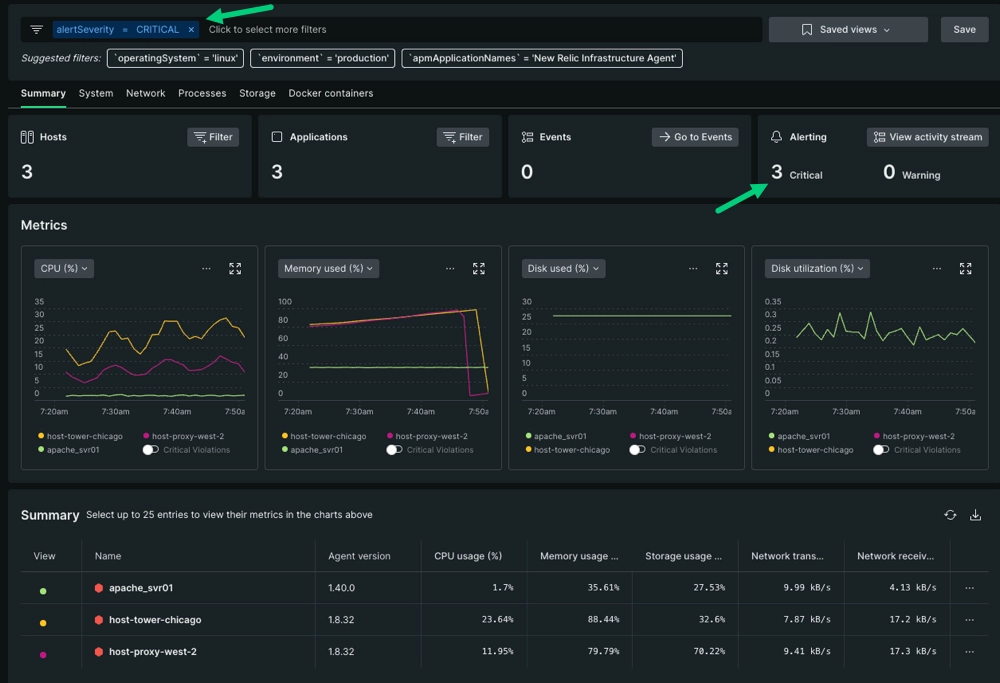 alertSeverity = CRITICAL × Click to select more filters Saved views Save
Suggested filters: `operatingSystem` = 'linux' `environment` = 'production' `apmApplicationNames` = 'New Relic Infrastructure Agent'
Summary System Network Processes Storage Docker containers
Hosts Filter Applications Filter Events Go to Events Alerting View activity stream
3 3 0 3 Critical 0 Warning
Metrics
CPU (%) ...
35
30
25
20
15
10
5
0
7:20am 7:30am 7:40am 7:50a
host-tower-chicago host-proxy-west-2
apache_svr01 Critical Violations
Memory used (%) ...
100
80
60
40
20
0
7:20am 7:30am 7:40am 7:50a
host-tower-chicago host-proxy-west-2
apache_svr01 Critical Violations
Disk used (%) ...
30
25
20
15
10
5
0
7:20am 7:30am 7:40am 7:50a
apache_svr01 host-proxy-west-2
host-tower-chicago Critical Violations
Disk utilization (%) ...
0.35
0.3
0.25
0.2
0.15
0.1
0.05
0
7:20am 7:30am 7:40am 7:50a
apache_svr01 host-proxy-west-2
host-tower-chicago Critical Violations
Summary Select up to 25 entries to view their metrics in the charts above
View Name Agent version CPU usage (%) Memory usage ... Storage usage ... Network trans... Network receiv...
apache_svr01 1.40.0 1.7% 35.61% 27.53% 9.99 kB/s 4.13 kB/s ...
host-tower-chicago 1.8.32 23.64% 88.44% 32.6% 7.87 kB/s 17.2 kB/s ...
host-proxy-west-2 1.8.32 11.95% 79.79% 70.22% 9.41 kB/s 17.3 kB/s ...